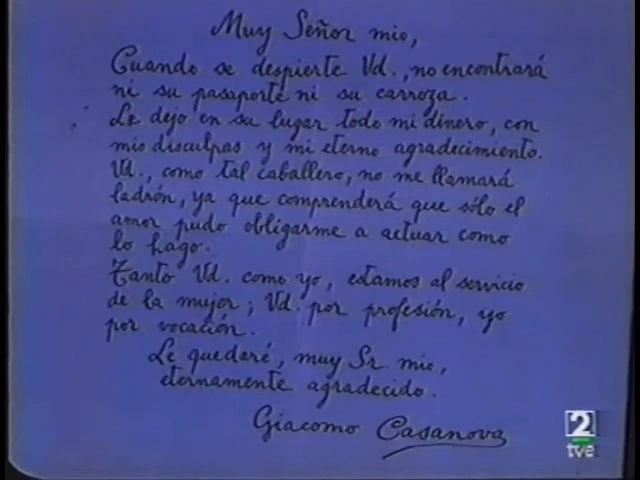 Muy Señor mio,
Cuando se despierte Vd., no encontrará
ni su pasaporte ni su carroza.
Le dejo en su lugar todo mi dinero, con
mis disculpas y mi eterno agradecimiento.
Vd., como tal caballero, no me llamará
ladrón, ya que comprenderá que sólo el
amor pudo obligarme a actuar como
lo hago.
Tanto Vd. como yo, estamos al servicio
de la mujer; Vd. por profesión, yo
por vocación.
Le quedaré, muy Sr. mio,
eternamente agradecido.
Giacomo Casanova
2
tve